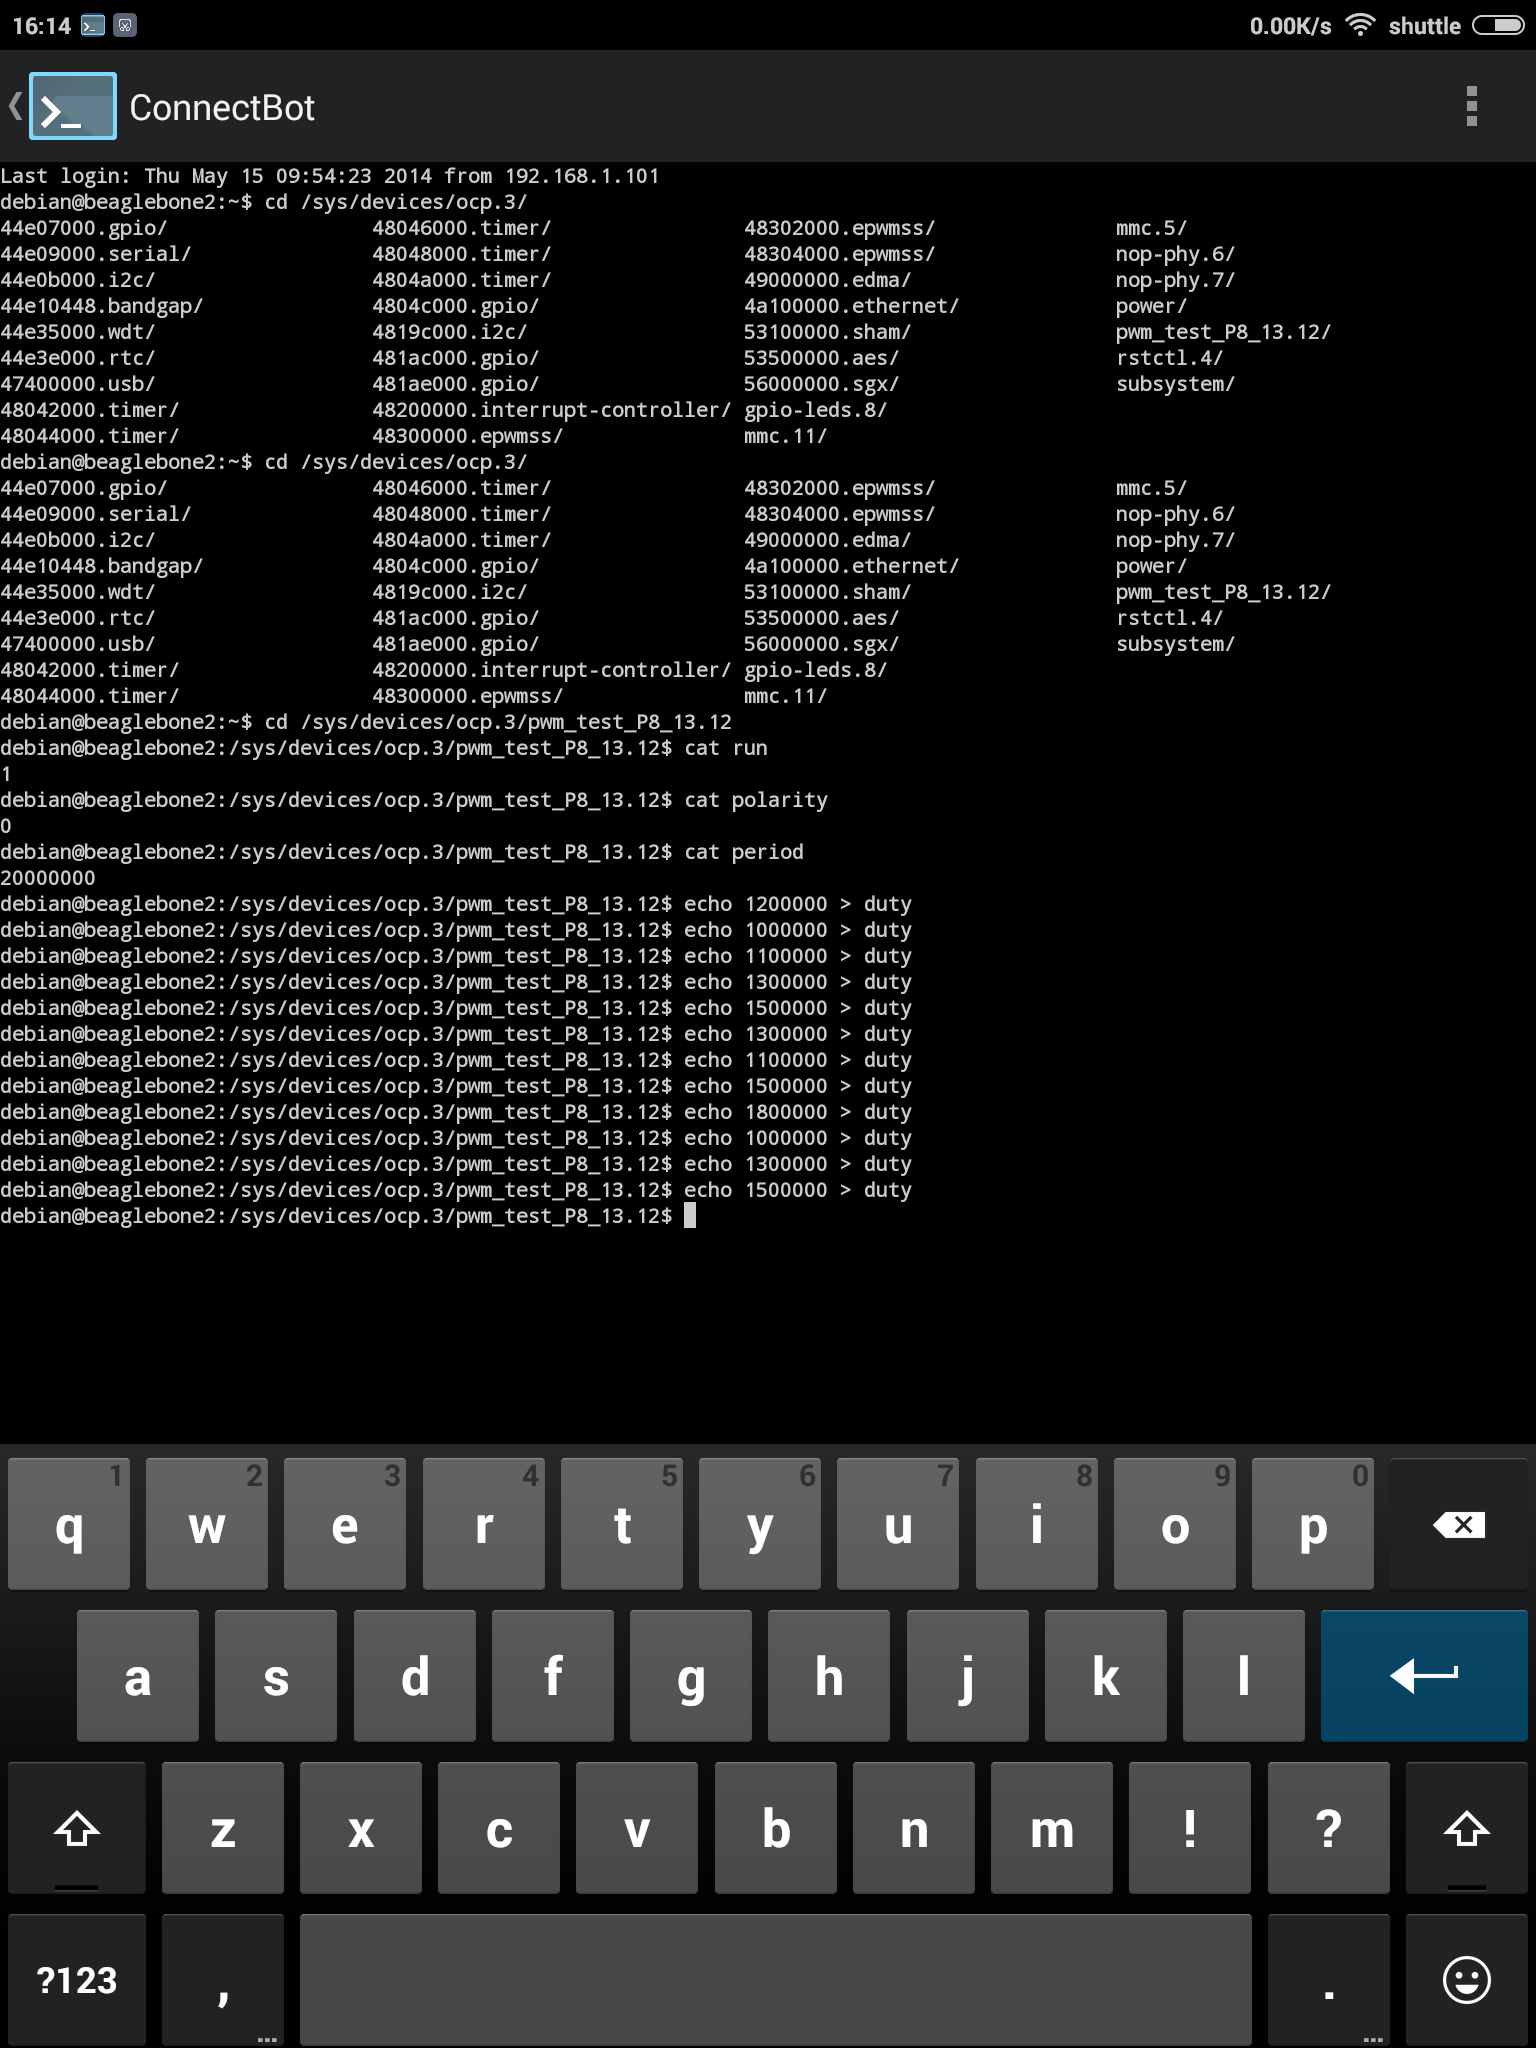 16:14 0.00K/s shuttle
ConnectBot
Last login: Thu May 15 09:54:23 2014 from 192.168.1.101
debian@beaglebone2:~$ cd /sys/devices/ocp.3/
44e07000.gpio/ 48046000.timer/ 48302000.epwmss/ mmc.5/
44e09000.serial/ 48048000.timer/ 48304000.epwmss/ nop-phy.6/
44e0b000.i2c/ 4804a000.timer/ 49000000.edma/ nop-phy.7/
44e10448.bandgap/ 4804c000.gpio/ 4a100000.ethernet/ power/
44e35000.wdt/ 4819c000.i2c/ 53100000.sham/ pwm_test_P8_13.12/
44e3e000.rtc/ 481ac000.gpio/ 53500000.aes/ rstctl.4/
47400000.usb/ 481ae000.gpio/ 56000000.sgx/ subsystem/
48042000.timer/ 48200000.interrupt-controller/ gpio-leds.8/
48044000.timer/ 48300000.epwmss/ mmc.11/
debian@beaglebone2:~$ cd /sys/devices/ocp.3/
44e07000.gpio/ 48046000.timer/ 48302000.epwmss/ mmc.5/
44e09000.serial/ 48048000.timer/ 48304000.epwmss/ nop-phy.6/
44e0b000.i2c/ 4804a000.timer/ 49000000.edma/ nop-phy.7/
44e10448.bandgap/ 4804c000.gpio/ 4a100000.ethernet/ power/
44e35000.wdt/ 4819c000.i2c/ 53100000.sham/ pwm_test_P8_13.12/
44e3e000.rtc/ 481ac000.gpio/ 53500000.aes/ rstctl.4/
47400000.usb/ 481ae000.gpio/ 56000000.sgx/ subsystem/
48042000.timer/ 48200000.interrupt-controller/ gpio-leds.8/
48044000.timer/ 48300000.epwmss/ mmc.11/
debian@beaglebone2:~$ cd /sys/devices/ocp.3/pwm_test_P8_13.12
debian@beaglebone2:/sys/devices/ocp.3/pwm_test_P8_13.12$ cat run
1
debian@beaglebone2:/sys/devices/ocp.3/pwm_test_P8_13.12$ cat polarity
0
debian@beaglebone2:/sys/devices/ocp.3/pwm_test_P8_13.12$ cat period
20000000
debian@beaglebone2:/sys/devices/ocp.3/pwm_test_P8_13.12$ echo 1200000 > duty
debian@beaglebone2:/sys/devices/ocp.3/pwm_test_P8_13.12$ echo 1000000 > duty
debian@beaglebone2:/sys/devices/ocp.3/pwm_test_P8_13.12$ echo 1100000 > duty
debian@beaglebone2:/sys/devices/ocp.3/pwm_test_P8_13.12$ echo 1300000 > duty
debian@beaglebone2:/sys/devices/ocp.3/pwm_test_P8_13.12$ echo 1500000 > duty
debian@beaglebone2:/sys/devices/ocp.3/pwm_test_P8_13.12$ echo 1300000 > duty
debian@beaglebone2:/sys/devices/ocp.3/pwm_test_P8_13.12$ echo 1100000 > duty
debian@beaglebone2:/sys/devices/ocp.3/pwm_test_P8_13.12$ echo 1500000 > duty
debian@beaglebone2:/sys/devices/ocp.3/pwm_test_P8_13.12$ echo 1800000 > duty
debian@beaglebone2:/sys/devices/ocp.3/pwm_test_P8_13.12$ echo 1000000 > duty
debian@beaglebone2:/sys/devices/ocp.3/pwm_test_P8_13.12$ echo 1300000 > duty
debian@beaglebone2:/sys/devices/ocp.3/pwm_test_P8_13.12$ echo 1500000 > duty
debian@beaglebone2:/sys/devices/ocp.3/pwm_test_P8_13.12$
1 2 3 4 5 6 7 8 9 0
q w e r t y u i o p
a s d f g h j k l
z x c v b n m ! ?
?123 , .